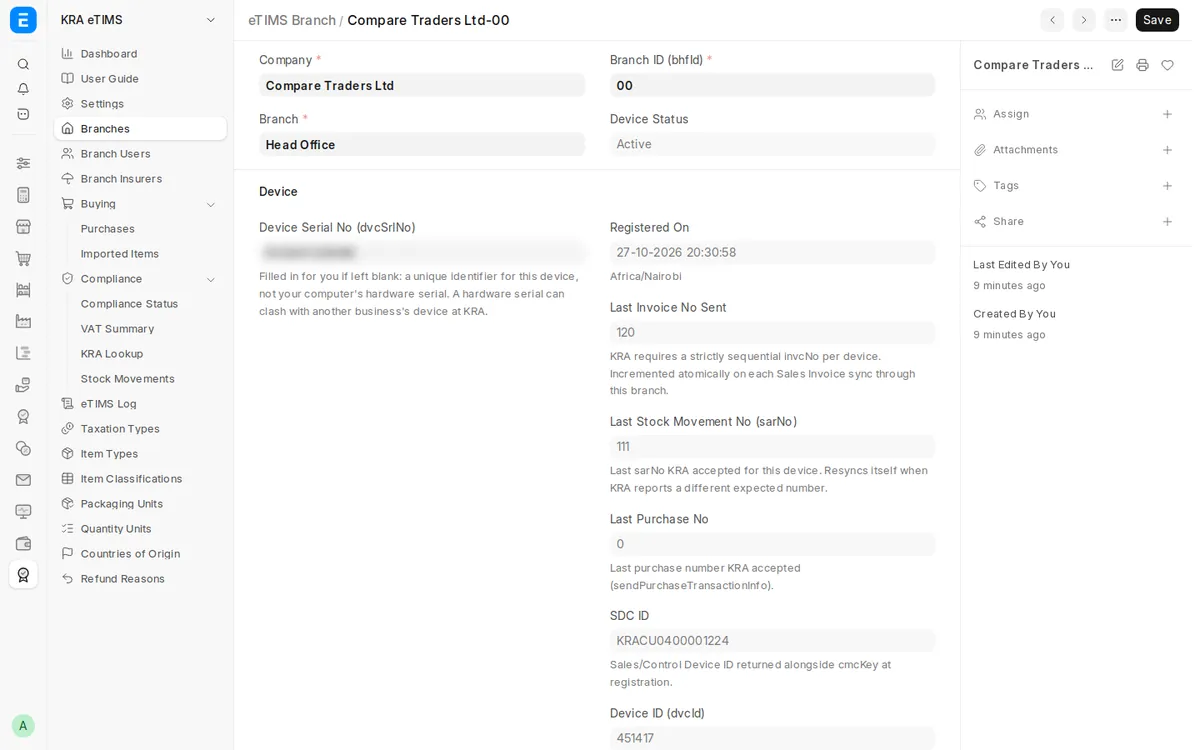 KRA eTIMS
Dashboard
User Guide
Settings
Branches
Branch Users
Branch Insurers
Buying
Purchases
Imported Items
Compliance
Compliance Status
VAT Summary
KRA Lookup
Stock Movements
eTIMS Log
Taxation Types
Item Types
Item Classifications
Packaging Units
Quantity Units
Countries of Origin
Refund Reasons
A
eTIMS Branch / Compare Traders Ltd-00
Save
Company *
Compare Traders Ltd
Branch *
Head Office
Branch ID (bhfId) *
00
Device Status
Active
Device
Device Serial No (dvcSrlNo)
Filled in for you if left blank: a unique identifier for this device,
not your computer's hardware serial. A hardware serial can
clash with another business's device at KRA.
Registered On
27-10-2026 20:30:58
Africa/Nairobi
Last Invoice No Sent
120
KRA requires a strictly sequential invcNo per device.
Incremented atomically on each Sales Invoice sync through
this branch.
Last Stock Movement No (sarNo)
111
Last sarNo KRA accepted for this device. Resyncs itself when
KRA reports a different expected number.
Last Purchase No
0
Last purchase number KRA accepted
(sendPurchaseTransactionInfo).
SDC ID
KRACU0400001224
Sales/Control Device ID returned alongside cmcKey at
registration.
Device ID (dvcId)
451417
Compare Traders ...
Assign
Attachments
Tags
Share
Last Edited By You
9 minutes ago
Created By You
9 minutes ago